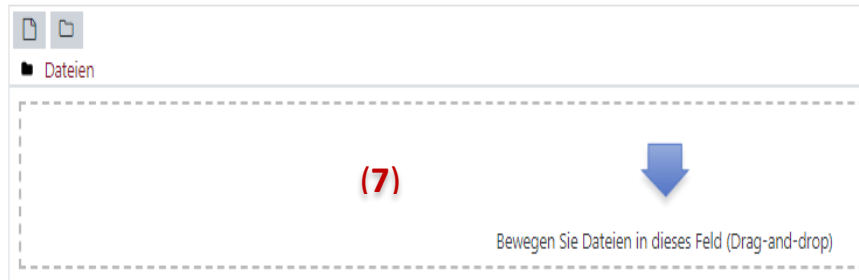 Dateien
(7)
Bewegen Sie Dateien in dieses Feld (Drag-and-drop)